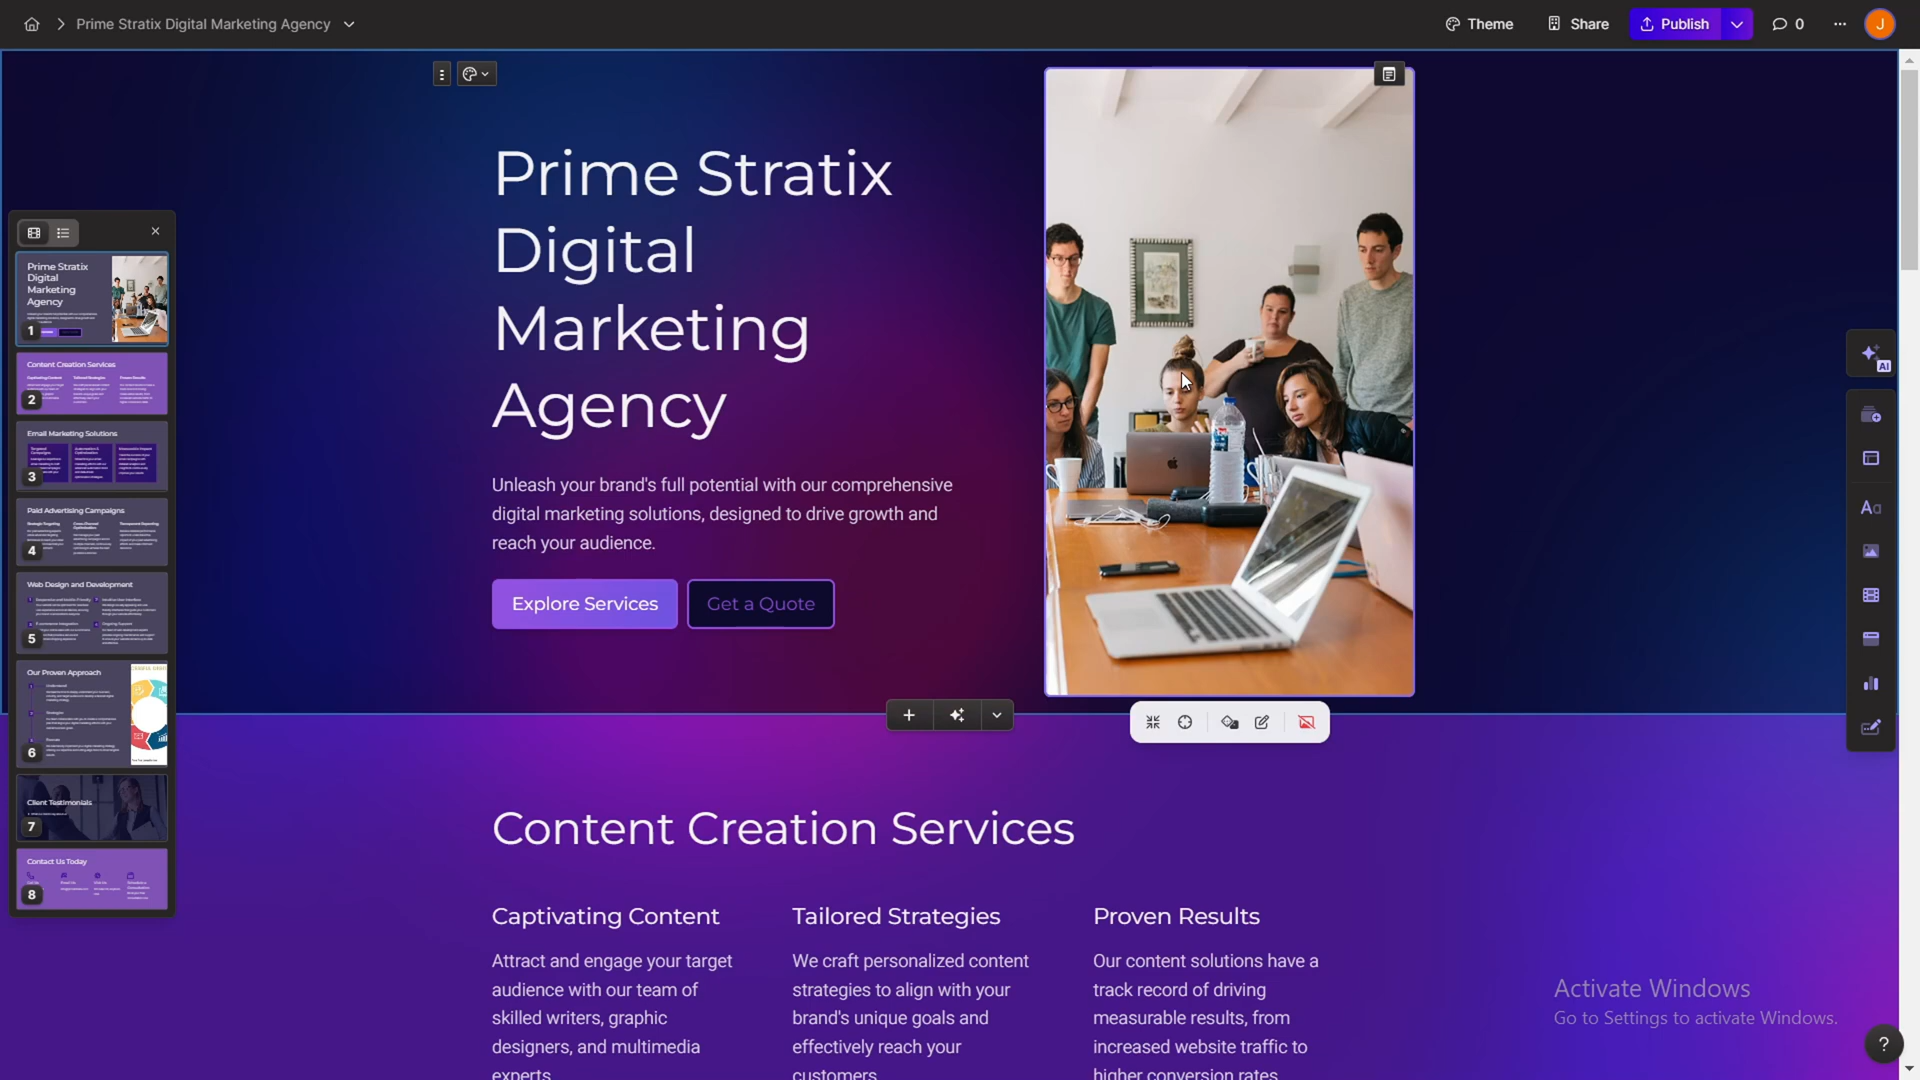 Prime Stratix Digital Marketing Agency
Theme
Share
Publish
0
J
Prime Stratix
Digital
Marketing
Agency
Unleash your brand's full potential with our comprehensive
digital marketing solutions, designed to drive growth and
reach your audience.
Explore Services
Get a Quote
Prime Stratix
Digital
Marketing
Agency
1
Content Creation Services
2
Email Marketing Solutions
3
Paid Advertising Campaigns
4
Web Design and Development
5
Our Proven Approach
6
Client Testimonials
7
Contact Us Today
8
AI
Aa
Content Creation Services
Captivating Content
Attract and engage your target
audience with our team of
skilled writers, graphic
designers, and multimedia
experts
Tailored Strategies
We craft personalized content
strategies to align with your
brand's unique goals and
effectively reach your
customers
Proven Results
Our content solutions have a
track record of driving
measurable results, from
increased website traffic to
higher conversion rates
Activate Windows
Go to Settings to activate Windows.
?